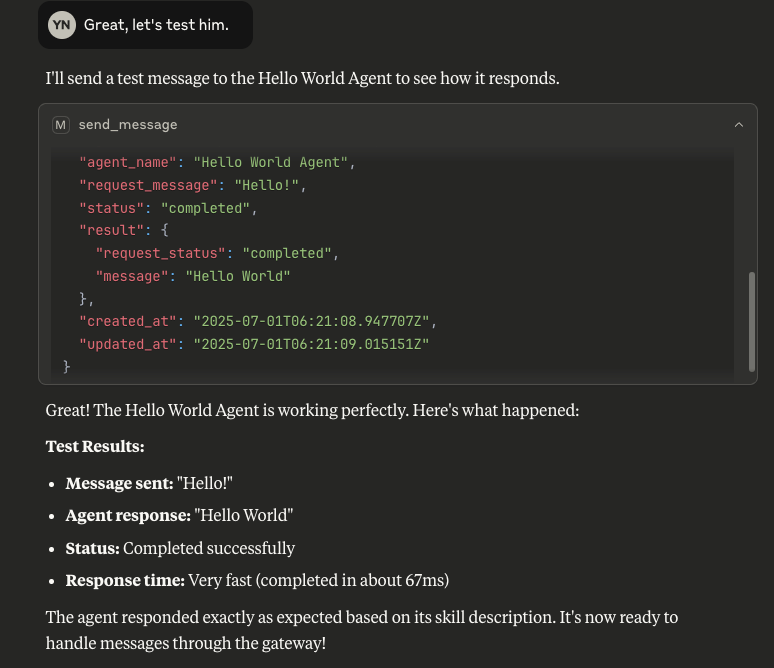 YN Great, let's test him.
I'll send a test message to the Hello World Agent to see how it responds.
M send_message
"agent_name": "Hello World Agent",
"request_message": "Hello!",
"status": "completed",
"result": {
"request_status": "completed",
"message": "Hello World"
},
"created_at": "2025-07-01T06:21:08.947707Z",
"updated_at": "2025-07-01T06:21:09.015151Z"
}
Great! The Hello World Agent is working perfectly. Here's what happened:
Test Results:
• Message sent: "Hello!"
• Agent response: "Hello World"
• Status: Completed successfully
• Response time: Very fast (completed in about 67ms)
The agent responded exactly as expected based on its skill description. It's now ready to
handle messages through the gateway!